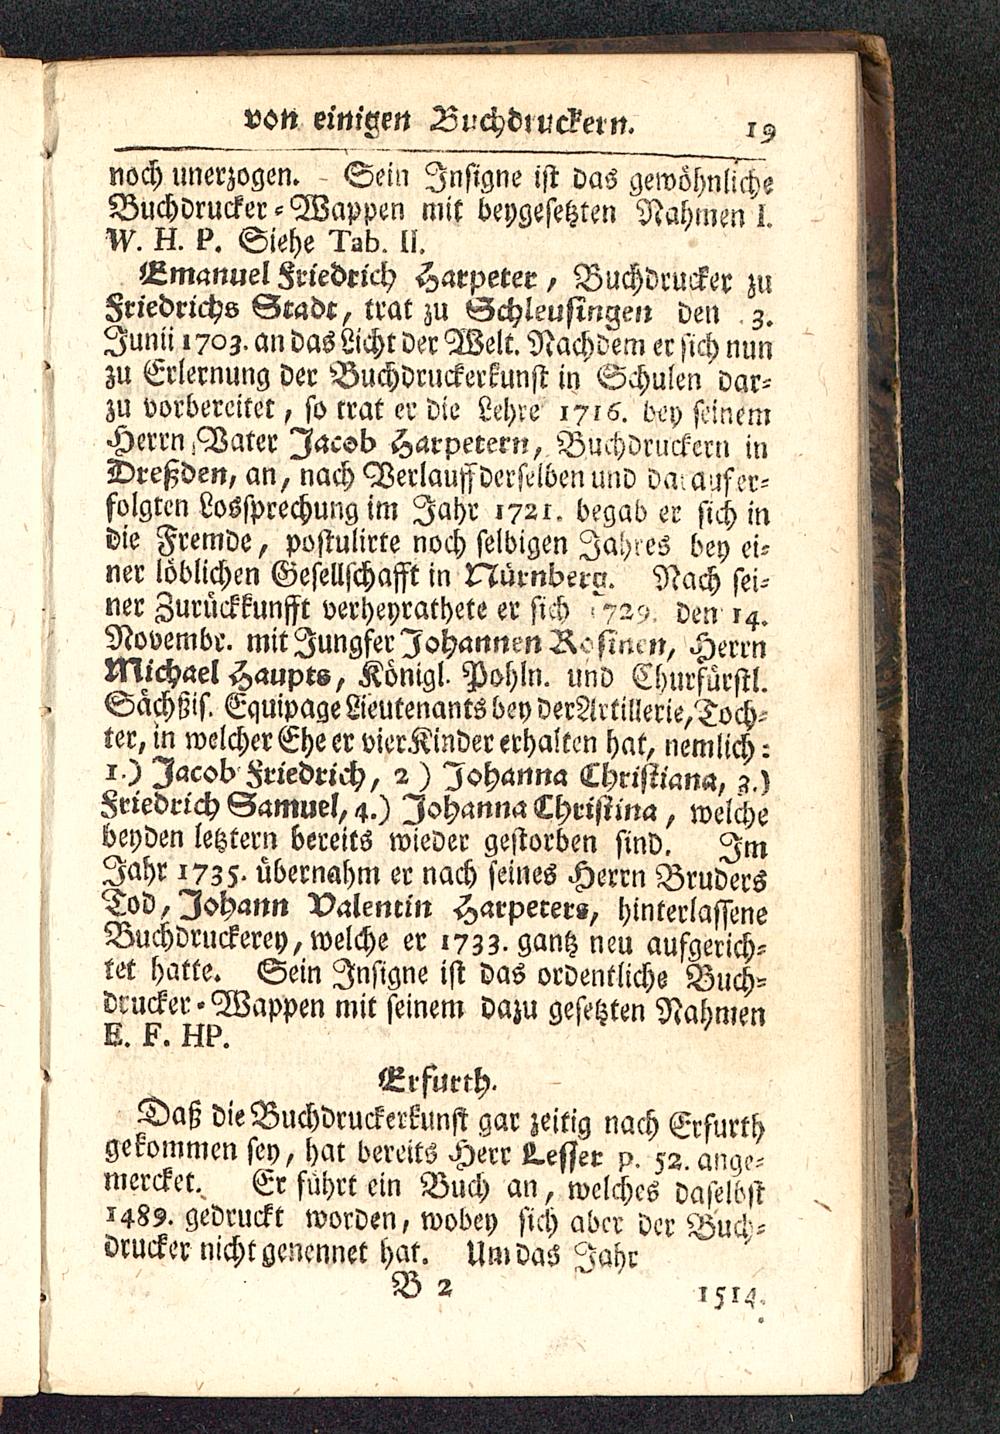 von einigen Buchdruckern. 19
noch unerzogen. Sein Insigne ist das gewöhnliche
Buchdrucker-Wappen mit beygesetzten Nahmen I.
W. H. P. Siehe Tab. II.
Emanuel Friedrich Harpeter, Buchdrucker zu
Friedrichs Stadt, trat zu Schleusingen den 3.
Junii 1703. an das Licht der Welt. Nachdem er sich nun
zu Erlernung der Buchdruckerkunst in Schulen dar-
zu vorbereitet, so trat er die Lehre 1716. bey seinem
Herrn Vater Jacob Harpetern, Buchdruckern in
Dreßden, an, nach Verlauff derselben und darauf er-
folgten Lossprechung im Jahr 1721. begab er sich in
die Fremde, postulirte noch selbigen Jahres bey ei-
ner löblichen Gesellschafft in Nürnberg. Nach sei-
ner Zurückkunfft verheyrathete er sich 1729. den 14.
Novembr. mit Jungfer Johannen Rosinen, Herrn
Michael Haupts, Königl. Pohln. und Churfürstl.
Sächßis. Equipage Lieutenants bey der Artillerie, Toch-
ter, in welcher Ehe er vier Kinder erhalten hat, nemlich:
1.) Jacob Friedrich, 2) Johanna Christiana, 3.)
Friedrich Samuel, 4.) Johanna Christina, welche
beyden letztern bereits wieder gestorben sind. Im
Jahr 1735. übernahm er nach seines Herrn Bruders
Tod, Johann Valentin Harpeters, hinterlassene
Buchdruckerey, welche er 1733. gantz neu aufgerich-
tet hatte. Sein Insigne ist das ordentliche Buch-
drucker-Wappen mit seinem dazu gesetzten Nahmen
E. F. HP.
Erfurth.
Daß die Buchdruckerkunst gar zeitig nach Erfurth
gekommen sey, hat bereits Herr Lesser p. 52. ange-
mercket. Er führt ein Buch an, welches daselbst
1489. gedruckt worden, wobey sich aber der Buch-
drucker nicht genennet hat. Um das Jahr
B 2 1514.